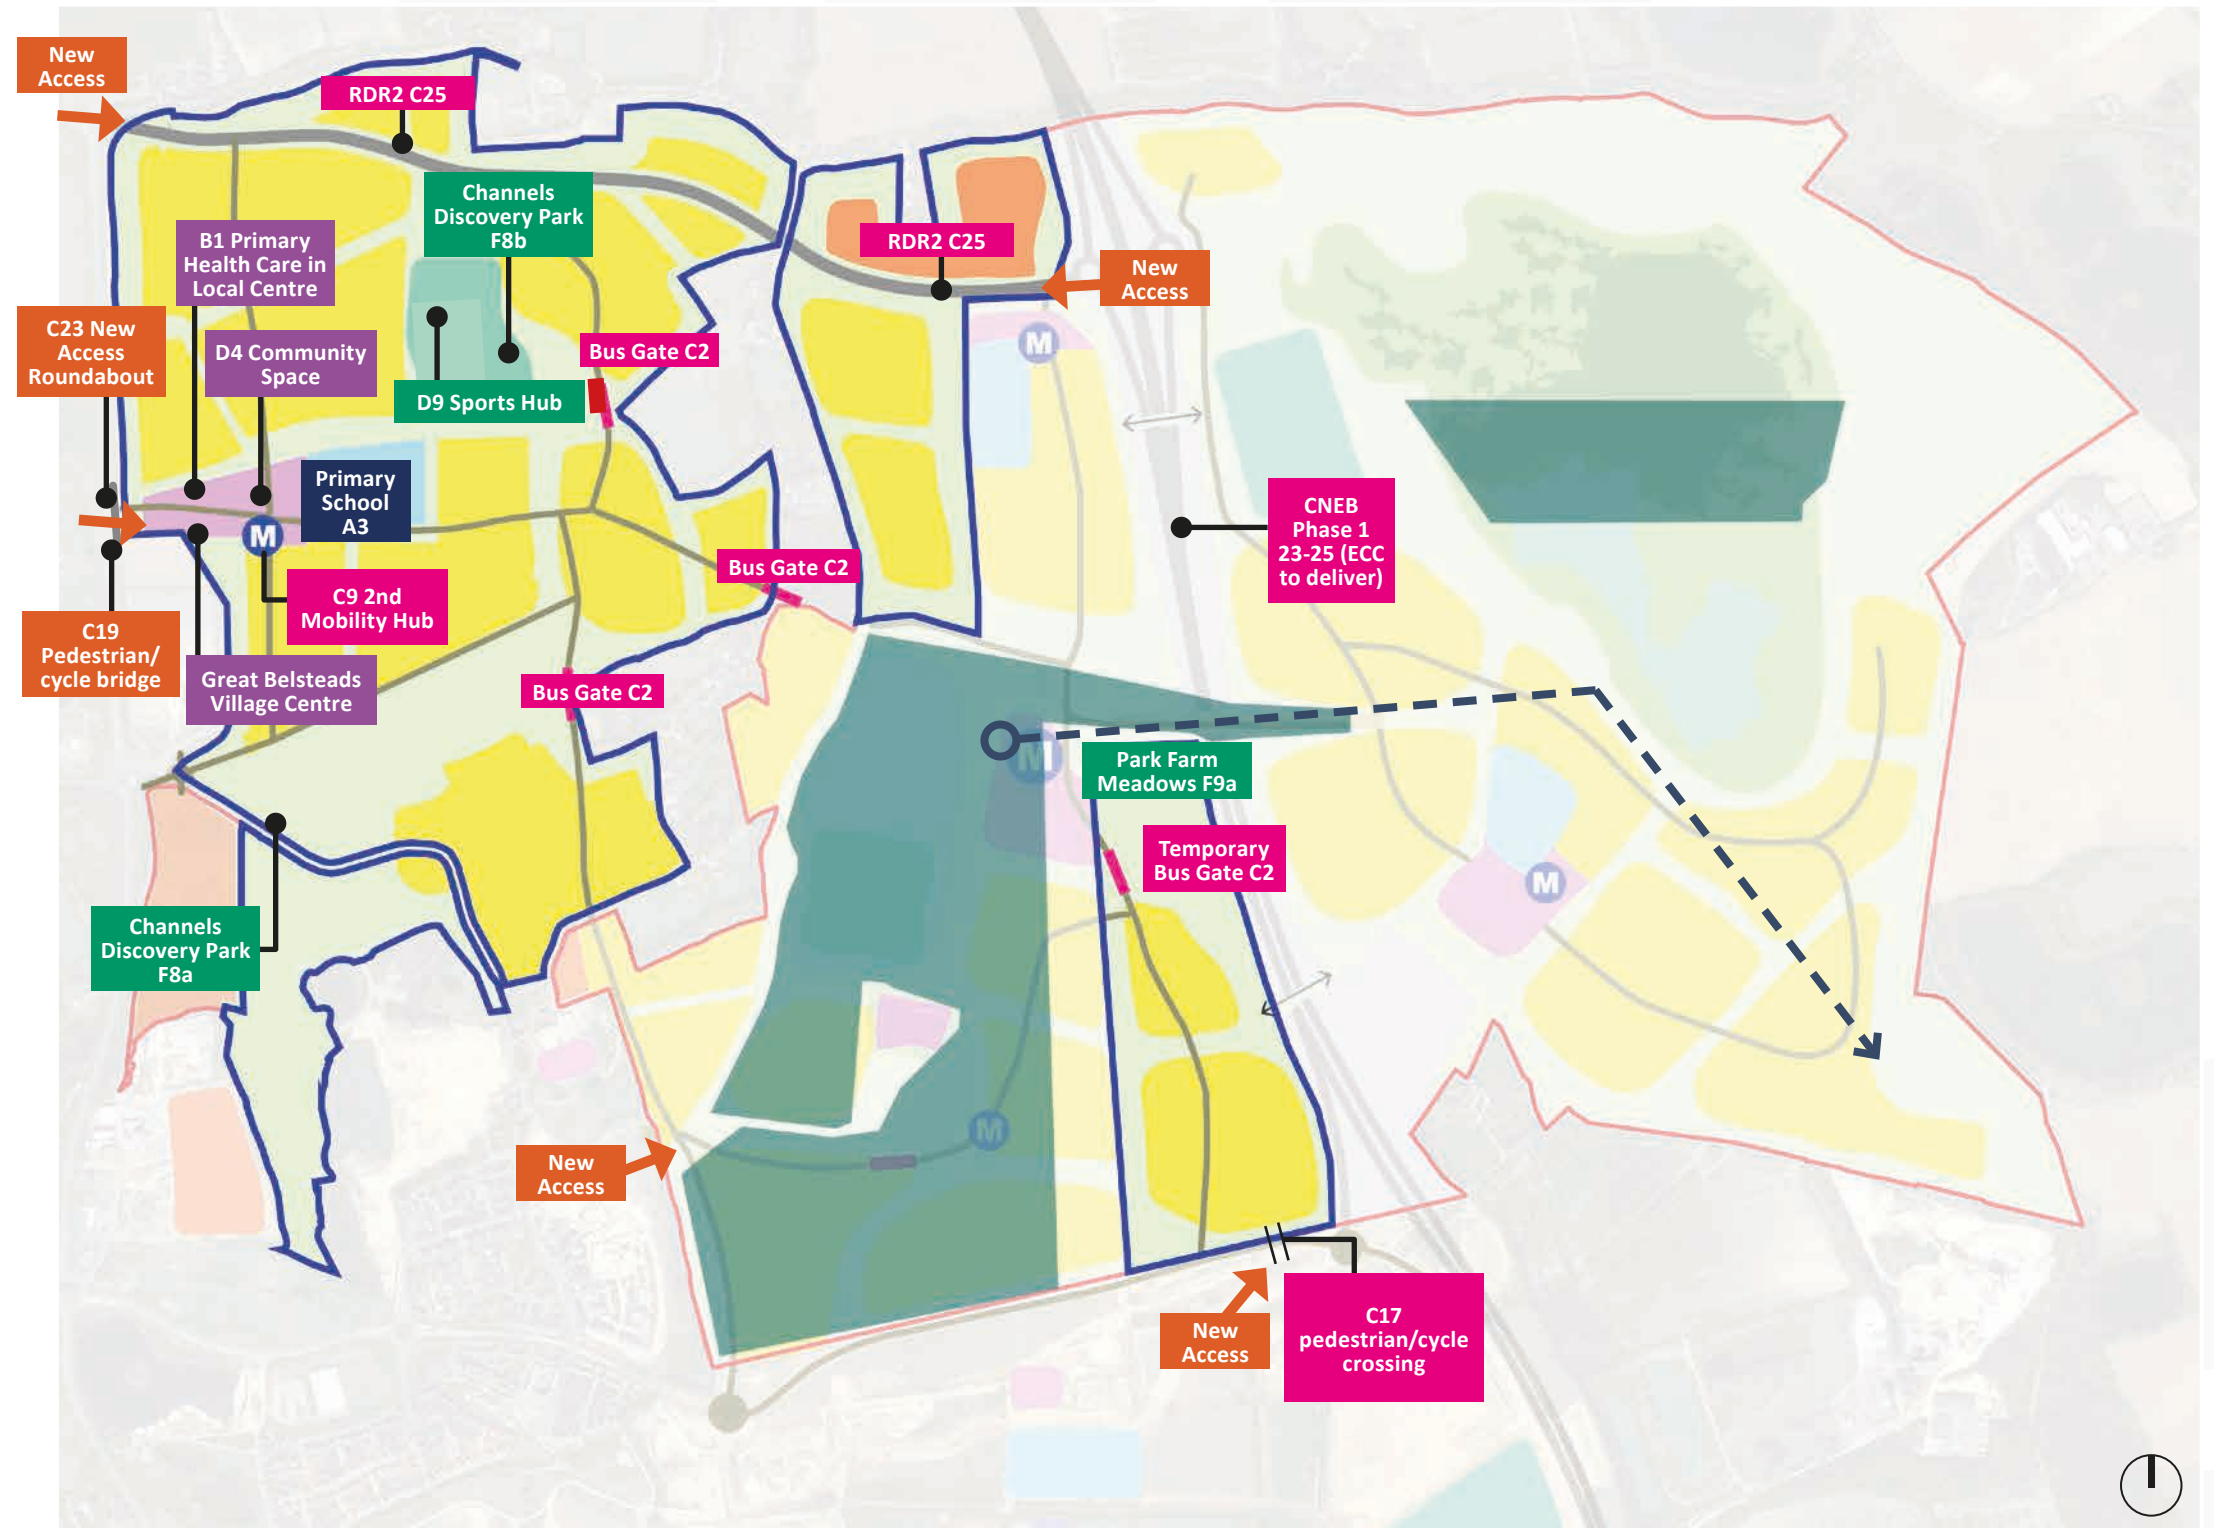 New
Access
RDR2 C25
Channels
Discovery Park
F8b
B1 Primary
Health Care in
Local Centre
RDR2 C25
New
Access
C23 New
Access
Roundabout
D4 Community
Space
Bus Gate C2
M
D9 Sports Hub
Primary
School
A3
CNEB
Phase 1
23-25 (ECC
to deliver)
M
Bus Gate C2
C9 2nd
Mobility Hub
C19
Pedestrian/
cycle bridge
Great Belsteads
Village Centre
Bus Gate C2
M
Park Farm
Meadows F9a
Temporary
Bus Gate C2
M
Channels
Discovery Park
F8a
M
New
Access
New
Access
C17
pedestrian/cycle
crossing